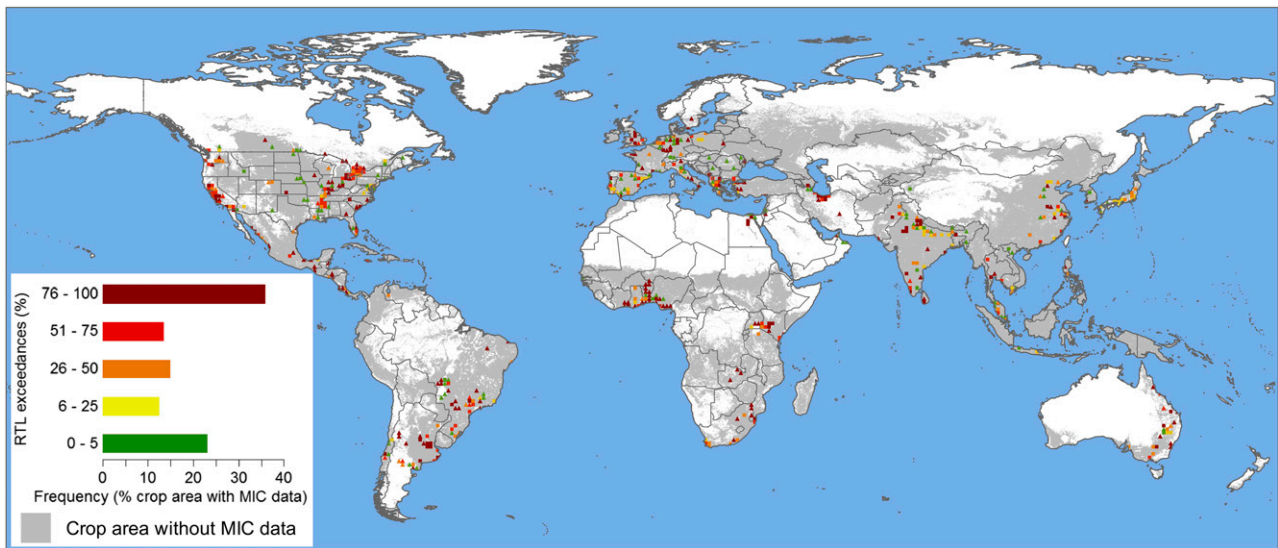 RTL exceedances (%)
76 - 100
51 - 75
26 - 50
6 - 25
0 - 5
0 10 20 30 40
Frequency (% crop area with MIC data)
Crop area without MIC data